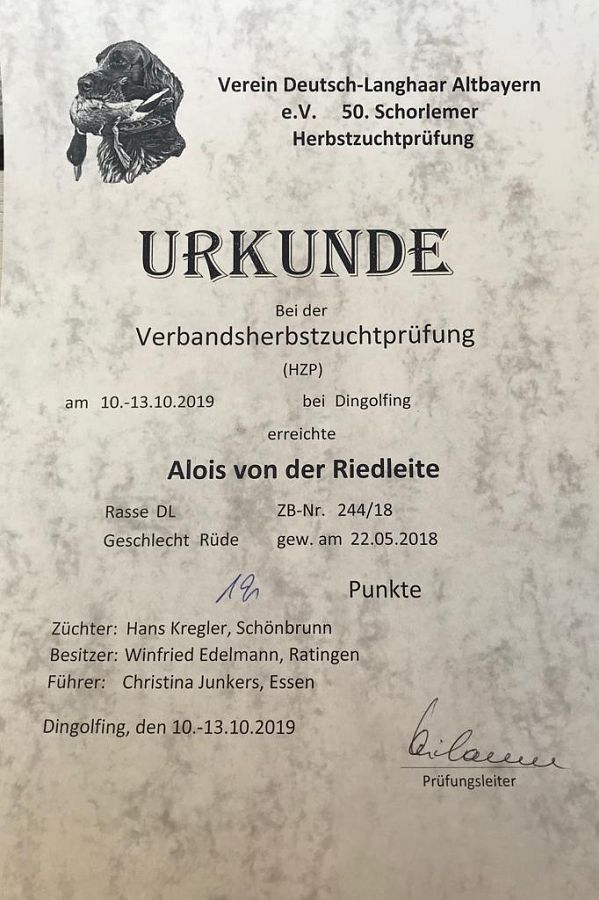 Verein Deutsch-Langhaar Altbayern
e.V. 50. Schorlemer
Herbstzuchtprüfung
URKUNDE
Bei der
Verbandsherbstzuchtprüfung
(HZP)
am 10.-13.10.2019 bei Dingolfing
erreichte
Alois von der Riedleite
Rasse DL ZB-Nr. 244/18
Geschlecht Rüde gew. am 22.05.2018
Punkte
Züchter: Hans Kregler, Schönbrunn
Besitzer: Winfried Edelmann, Ratingen
Führer: Christina Junkers, Essen
Dingolfing, den 10.-13.10.2019
Prüfungsleiter